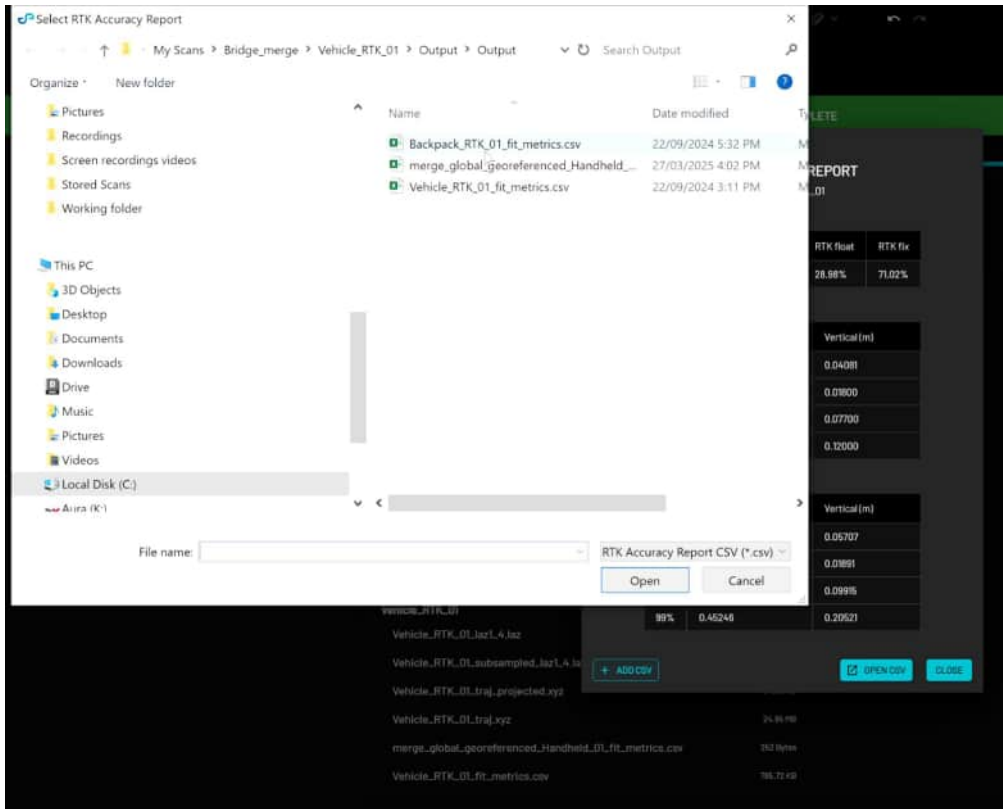 Select RTK Accuracy Report
My Scans > Bridge_merge > Vehicle_RTK_01 > Output > Output
Search Output
Organize
New folder
Pictures
Recordings
Screen recordings videos
Stored Scans
Working folder
This PC
3D Objects
Desktop
Documents
Downloads
Drive
Music
Pictures
Videos
Local Disk (C:)
Aura (K:)
Name Date modified Ty
Backpack_RTK_01_fit_metrics.csv 22/09/2024 5:32 PM M
merge_global_georeferenced_Handheld_... 27/03/2025 4:02 PM M
Vehicle_RTK_01_fit_metrics.csv 22/09/2024 3:11 PM M
File name:
RTK Accuracy Report CSV (*.csv)
Open Cancel
LETE
REPORT
_01
RTK float RTK fix
28.98% 71.02%
Vertical (m)
0.04081
0.01800
0.07700
0.12000
Vertical (m)
0.05707
0.01891
0.09915
99% 0.45246 0.20521
+ ADD CSV OPEN CSV CLOSE
Vehicle_RTK_01
Vehicle_RTK_01_laz1_4.laz
Vehicle_RTK_01_subsampled_laz1_4.la
Vehicle_RTK_01_traj_projected.xyz
Vehicle_RTK_01_traj.xyz
merge_global_georeferenced_Handheld_01_fit_metrics.csv 252 Bytes
Vehicle_RTK_01_fit_metrics.csv